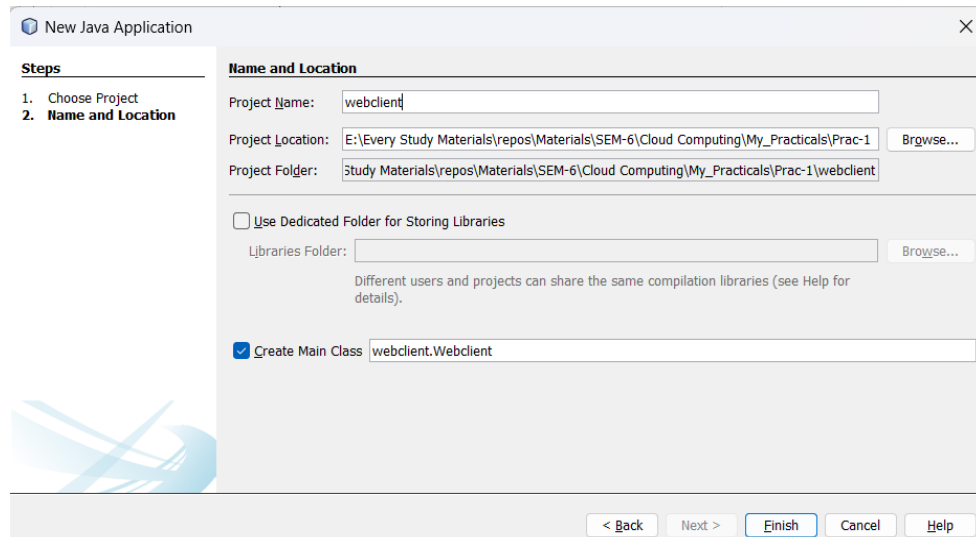 New Java Application
Steps
1. Choose Project
2. Name and Location
Name and Location
Project Name: webclient
Project Location: E:\Every Study Materials\repos\Materials\SEM-6\Cloud Computing\My_Practicals\Prac-1 Browse...
Project Folder: Study Materials\repos\Materials\SEM-6\Cloud Computing\My_Practicals\Prac-1\webclient
Use Dedicated Folder for Storing Libraries
Libraries Folder: Browse...
Different users and projects can share the same compilation libraries (see Help for
details).
Create Main Class webclient.Webclient
< Back Next > Finish Cancel Help